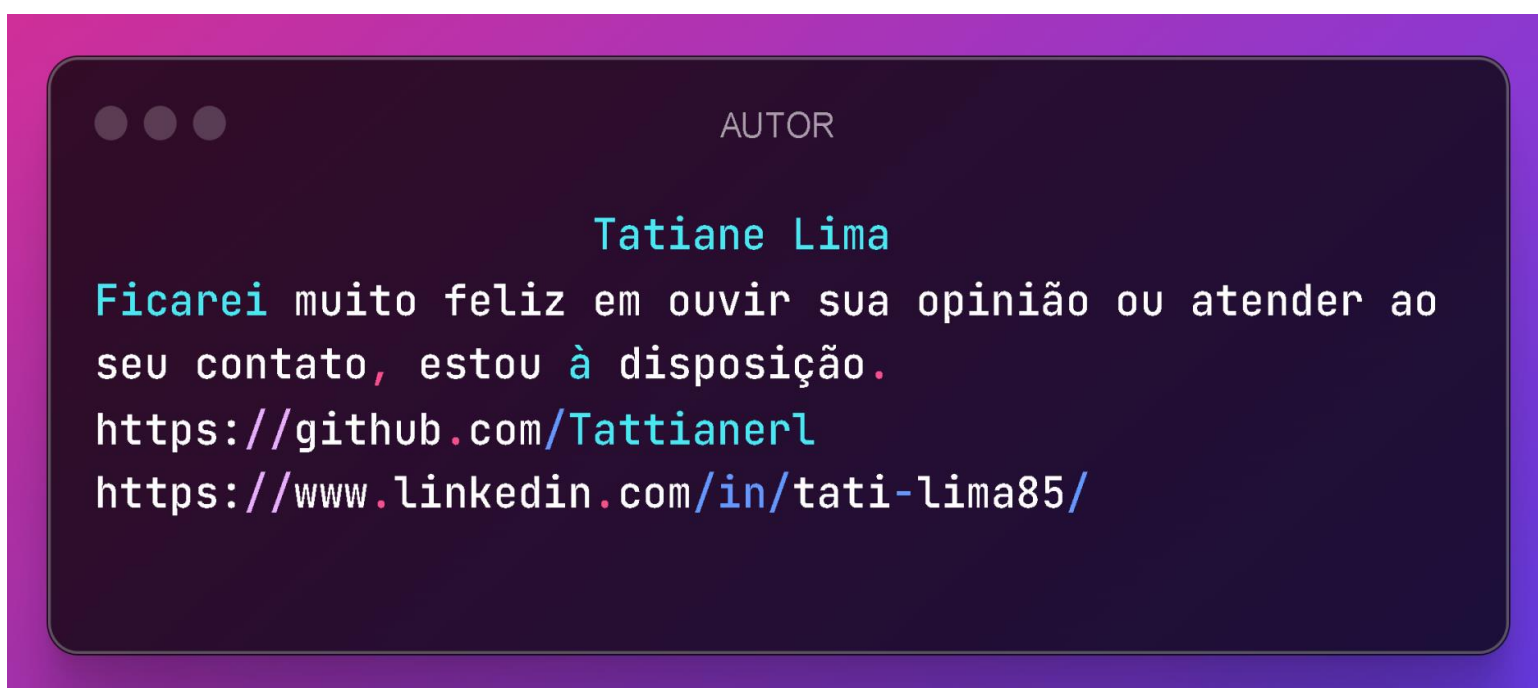 AUTOR
Tatiane Lima
Ficarei muito feliz em ouvir sua opinião ou atender ao
seu contato, estou à disposição.
https://github.com/Tattianerl
https://www.linkedin.com/in/tati-lima85/